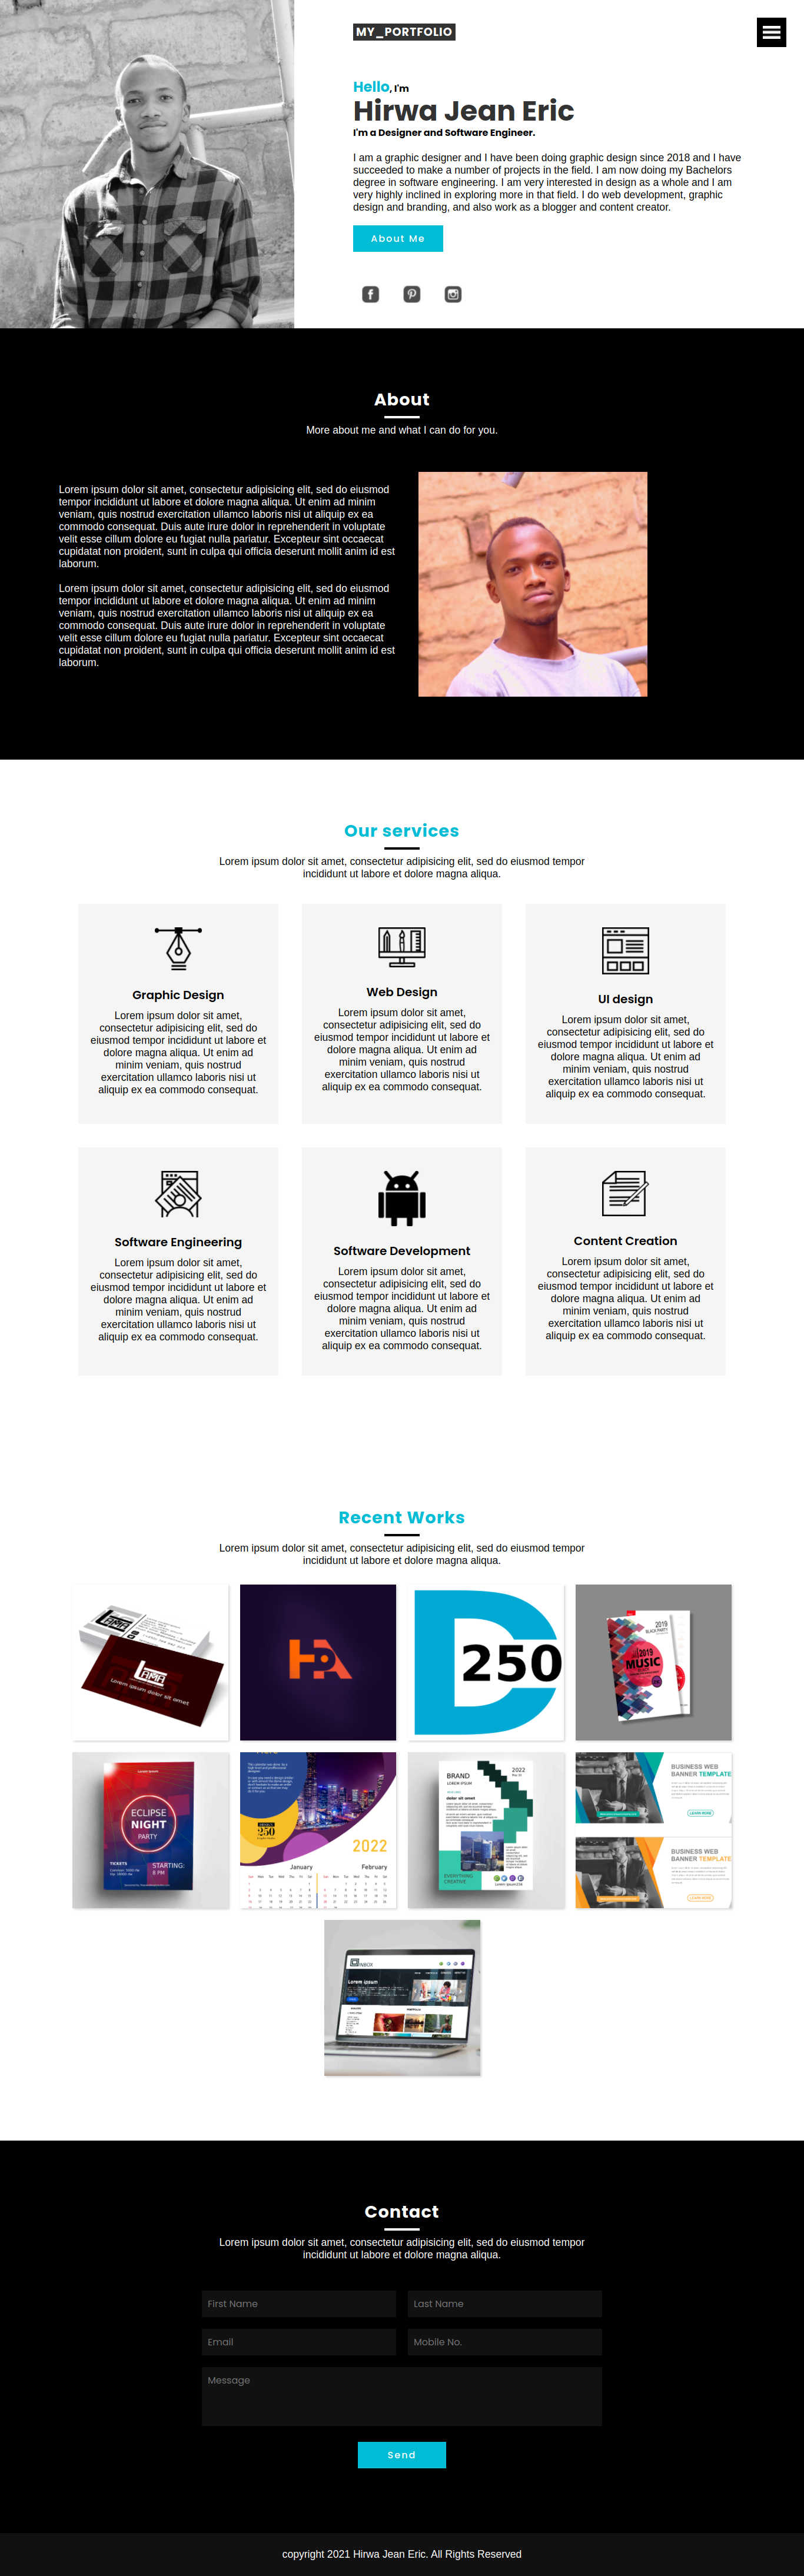 MY_PORTFOLIO
Hello, I'm
Hirwa Jean Eric
I'm a Designer and Software Engineer.
I am a graphic designer and I have been doing graphic design since 2018 and I have
succeeded to make a number of projects in the field. I am now doing my Bachelors
degree in software engineering. I am very interested in design as a whole and I am
very highly inclined in exploring more in that field. I do web development, graphic
design and branding, and also work as a blogger and content creator.
About Me
About
More about me and what I can do for you.
Lorem ipsum dolor sit amet, consectetur adipisicing elit, sed do eiusmod
tempor incididunt ut labore et dolore magna aliqua. Ut enim ad minim
veniam, quis nostrud exercitation ullamco laboris nisi ut aliquip ex ea
commodo consequat. Duis aute irure dolor in reprehenderit in voluptate
velit esse cillum dolore eu fugiat nulla pariatur. Excepteur sint occaecat
cupidatat non proident, sunt in culpa qui officia deserunt mollit anim id est
laborum.
Lorem ipsum dolor sit amet, consectetur adipisicing elit, sed do eiusmod
tempor incididunt ut labore et dolore magna aliqua. Ut enim ad minim
veniam, quis nostrud exercitation ullamco laboris nisi ut aliquip ex ea
commodo consequat. Duis aute irure dolor in reprehenderit in voluptate
velit esse cillum dolore eu fugiat nulla pariatur. Excepteur sint occaecat
cupidatat non proident, sunt in culpa qui officia deserunt mollit anim id est
laborum.
Our services
Lorem ipsum dolor sit amet, consectetur adipisicing elit, sed do eiusmod tempor
incididunt ut labore et dolore magna aliqua.
Graphic Design
Lorem ipsum dolor sit amet,
consectetur adipisicing elit, sed do
eiusmod tempor incididunt ut labore et
dolore magna aliqua. Ut enim ad
minim veniam, quis nostrud
exercitation ullamco laboris nisi ut
aliquip ex ea commodo consequat.
Web Design
Lorem ipsum dolor sit amet,
consectetur adipisicing elit, sed do
eiusmod tempor incididunt ut labore et
dolore magna aliqua. Ut enim ad
minim veniam, quis nostrud
exercitation ullamco laboris nisi ut
aliquip ex ea commodo consequat.
UI design
Lorem ipsum dolor sit amet,
consectetur adipisicing elit, sed do
eiusmod tempor incididunt ut labore et
dolore magna aliqua. Ut enim ad
minim veniam, quis nostrud
exercitation ullamco laboris nisi ut
aliquip ex ea commodo consequat.
Software Engineering
Lorem ipsum dolor sit amet,
consectetur adipisicing elit, sed do
eiusmod tempor incididunt ut labore et
dolore magna aliqua. Ut enim ad
minim veniam, quis nostrud
exercitation ullamco laboris nisi ut
aliquip ex ea commodo consequat.
Software Development
Lorem ipsum dolor sit amet,
consectetur adipisicing elit, sed do
eiusmod tempor incididunt ut labore et
dolore magna aliqua. Ut enim ad
minim veniam, quis nostrud
exercitation ullamco laboris nisi ut
aliquip ex ea commodo consequat.
Content Creation
Lorem ipsum dolor sit amet,
consectetur adipisicing elit, sed do
eiusmod tempor incididunt ut labore et
dolore magna aliqua. Ut enim ad
minim veniam, quis nostrud
exercitation ullamco laboris nisi ut
aliquip ex ea commodo consequat.
Recent Works
Lorem ipsum dolor sit amet, consectetur adipisicing elit, sed do eiusmod tempor
incididunt ut labore et dolore magna aliqua.
Lorem ipsum dolor sit amet
250
2019
BLACK PARTY
2019
MUSIC
ECLIPSE
NIGHT
PARTY
TICKETS
STARTING:
6 PM
250
2022
January
February
BRAND
LOREM IPSUM
2022
dolor sit amet
EVERYTHING
CREATIVE
BUSINESS WEB
BANNER TEMPLATE
LEARN MORE
BUSINESS WEB
BANNER TEMPLATE
LEARN MORE
Lorem ipsum
Contact
Lorem ipsum dolor sit amet, consectetur adipisicing elit, sed do eiusmod tempor
incididunt ut labore et dolore magna aliqua.
First Name
Last Name
Email
Mobile No.
Message
Send
copyright 2021 Hirwa Jean Eric. All Rights Reserved